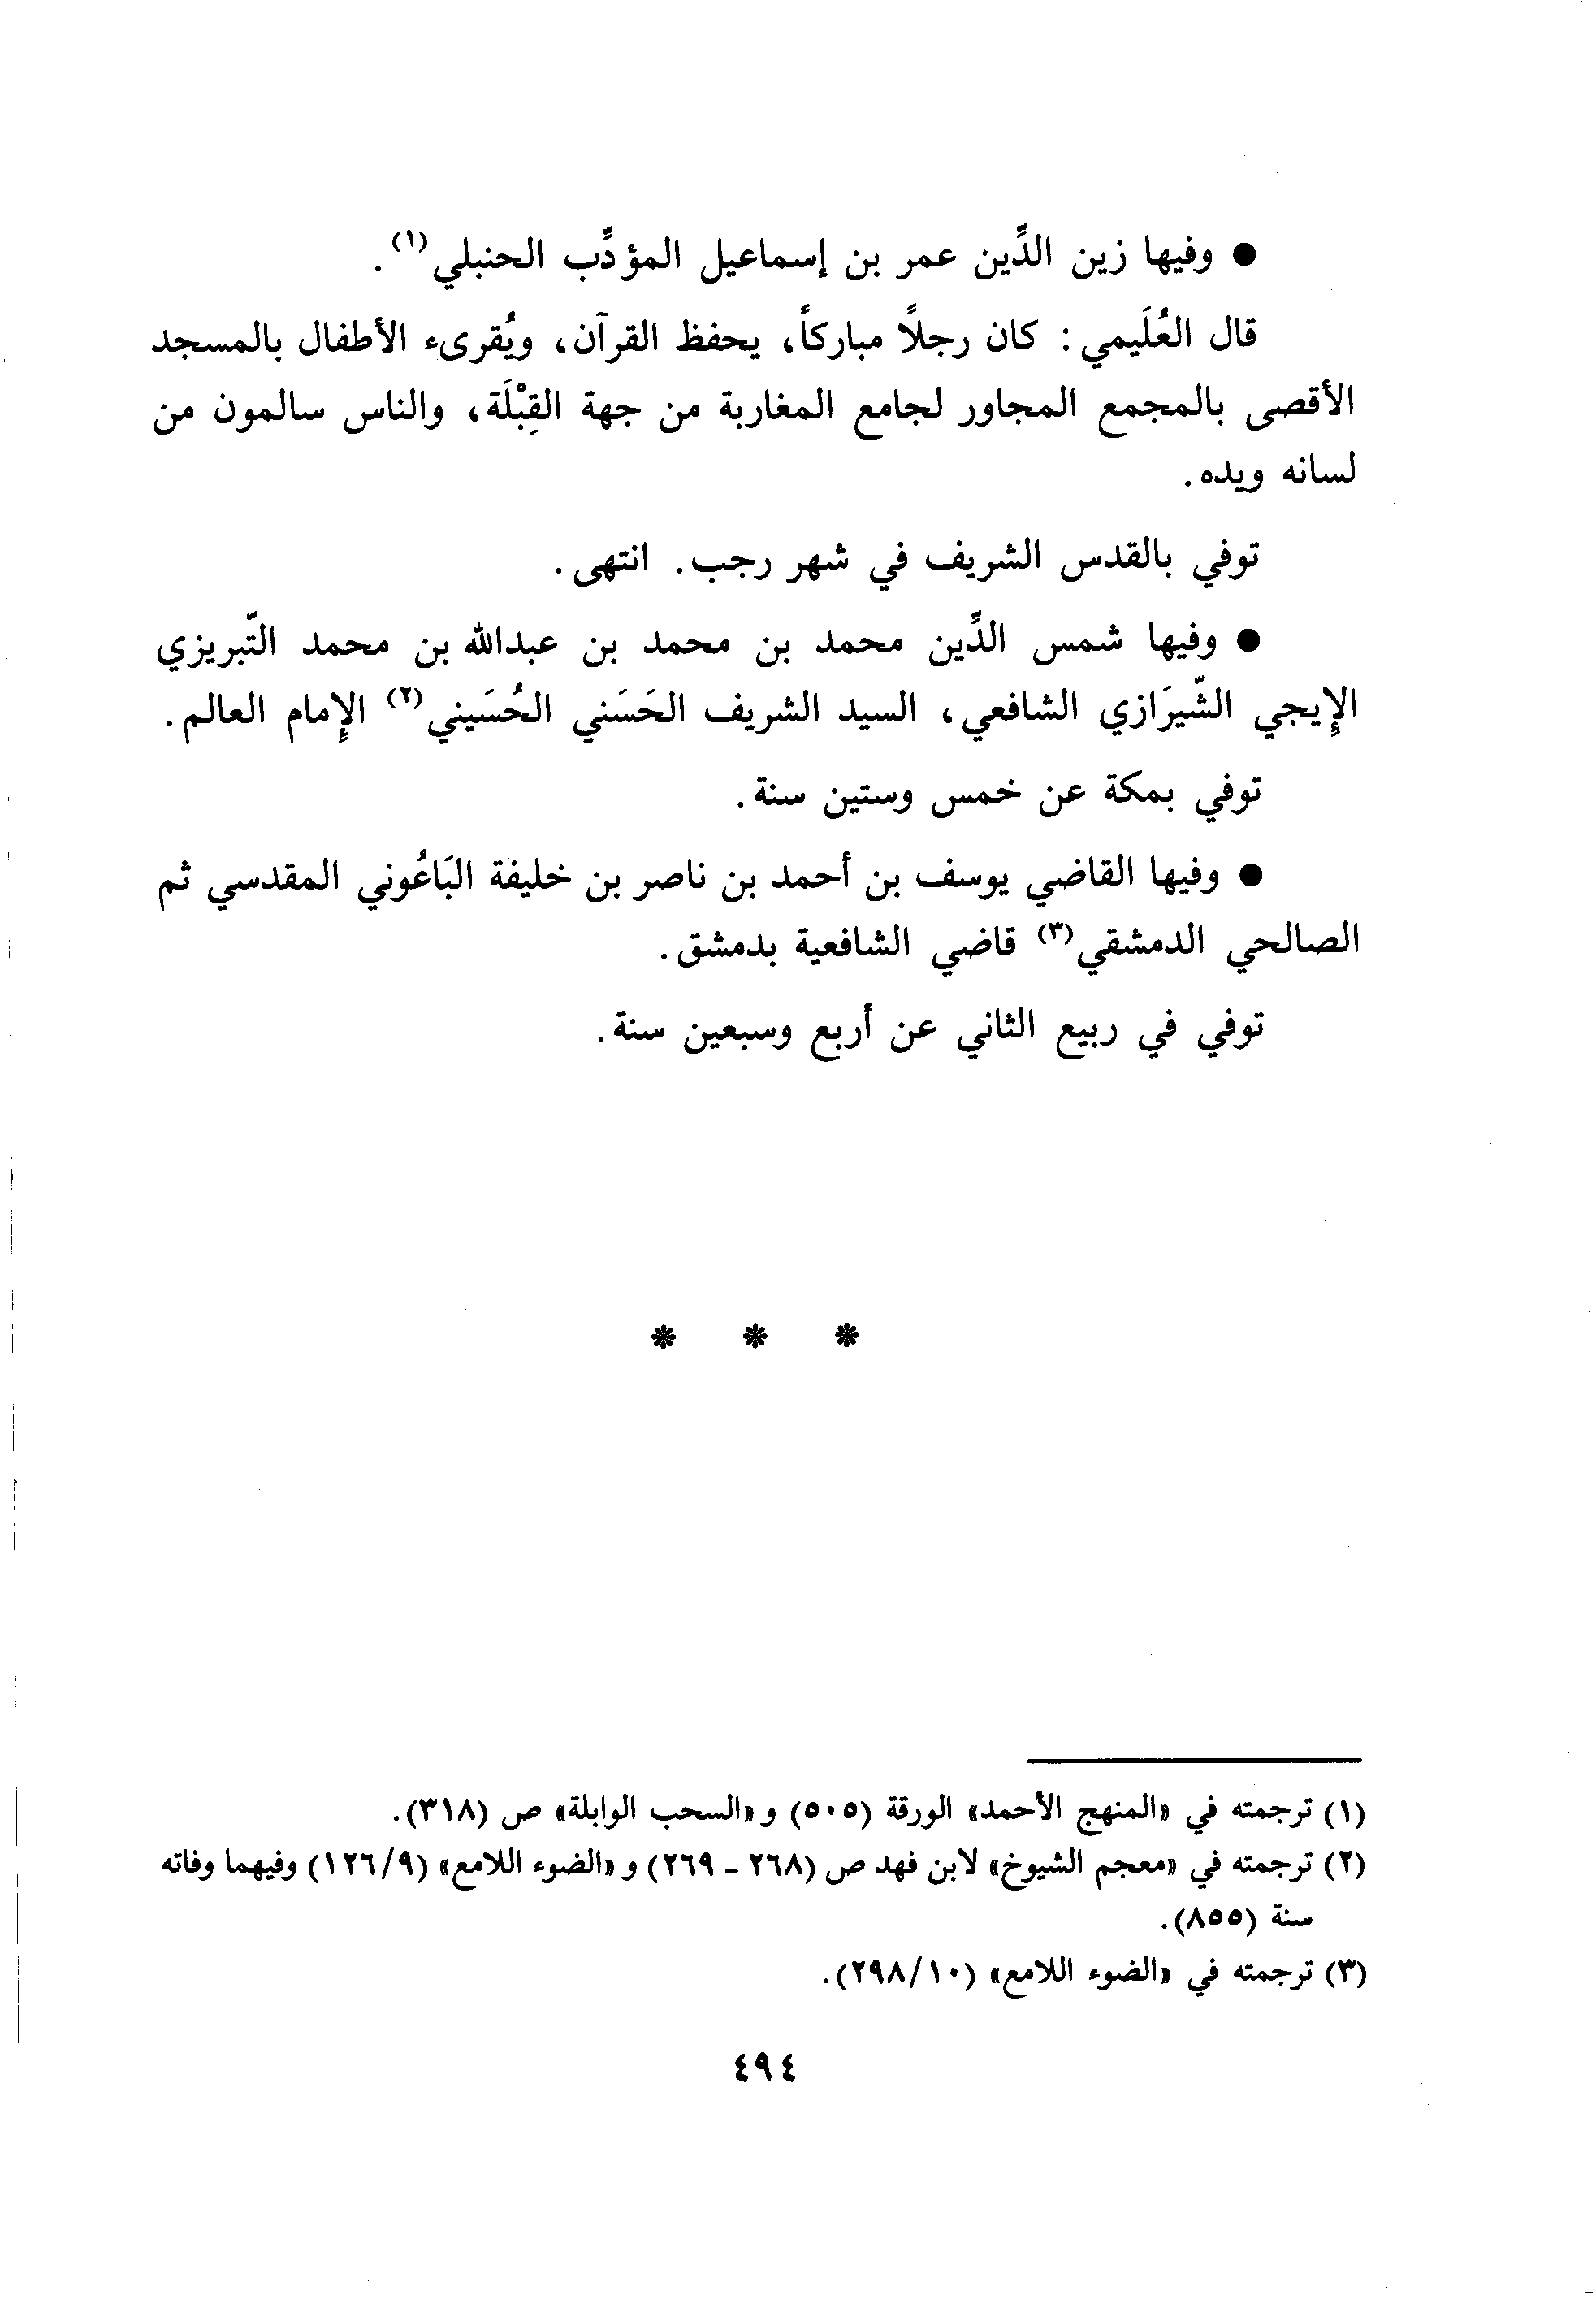 ● وفيها زين الدِّين عمر بن إسماعيل المؤدِّب الحنبلي(١).
قال العُلَيمي: كان رجلاً مباركاً، يحفظ القرآن، ويُقرىء الأطفال بالمسجد
الأقصى بالمجمع المجاور لجامع المغاربة من جهة القِبْلَة، والناس سالمون من
لسانه ويده.
توفي بالقدس الشريف في شهر رجب. انتهى.
● وفيها شمس الدِّين محمد بن محمد بن عبدالله بن محمد التّبريزي
الإِيجي الشّيرَازي الشافعي، السيد الشريف الحَسَني الحُسَيني(٢) الإِمام العالم.
توفي بمكة عن خمس وستين سنة.
● وفيها القاضي يوسف بن أحمد بن ناصر بن خليفة البَاعُوني المقدسي ثم
الصالحي الدمشقي(٣) قاضي الشافعية بدمشق.
توفي في ربيع الثاني عن أربع وسبعين سنة.
* * *
(١) ترجمته في «المنهج الأحمد» الورقة (٥٠٥) و «السحب الوابلة» ص (٣١٨).
(٢) ترجمته في «معجم الشيوخ» لابن فهد ص (٢٦٨ - ٢٦٩) و «الضوء اللامع» (١٢٦/٩) وفيهما وفاته
سنة (٨٥٥).
(٣) ترجمته في «الضوء اللامع» (٢٩٨/١٠).
٤٩٤